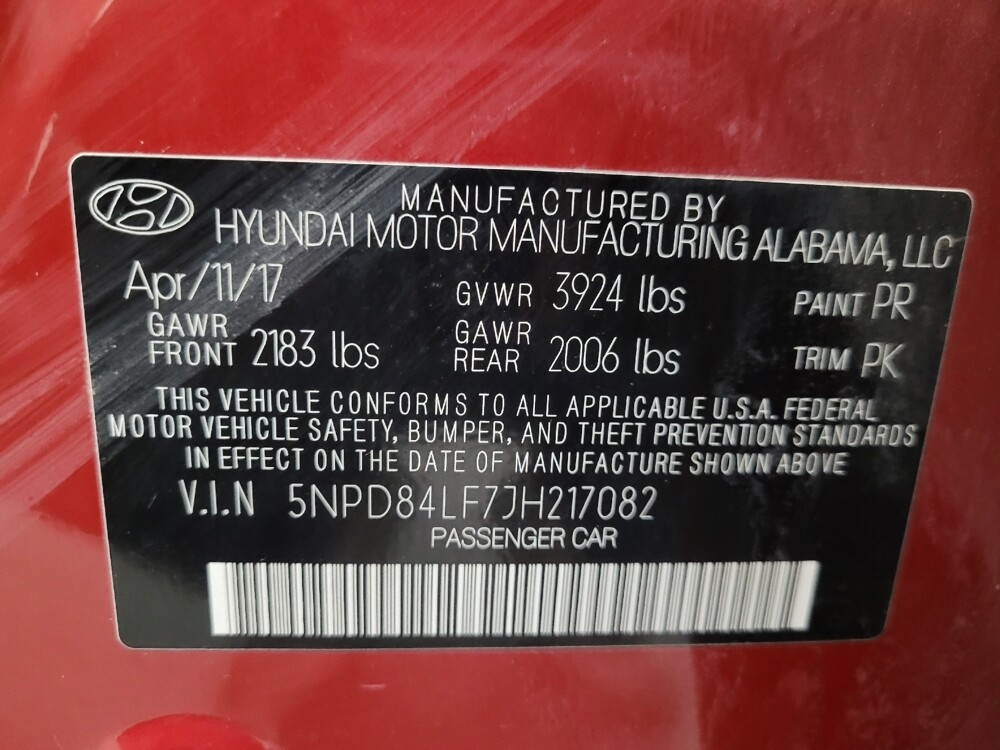 MANUFACTURED BY
HYUNDAI MOTOR MANUFACTURING ALABAMA, LLC
Apr/11/17 GVWR 3924 lbs PAINT PR
GAWR FRONT 2183 lbs GAWR REAR 2006 lbs TRIM PK
THIS VEHICLE CONFORMS TO ALL APPLICABLE U.S.A. FEDERAL
MOTOR VEHICLE SAFETY, BUMPER, AND THEFT PREVENTION STANDARDS
IN EFFECT ON THE DATE OF MANUFACTURE SHOWN ABOVE
V.I.N 5NPD84LF7JH217082
PASSENGER CAR